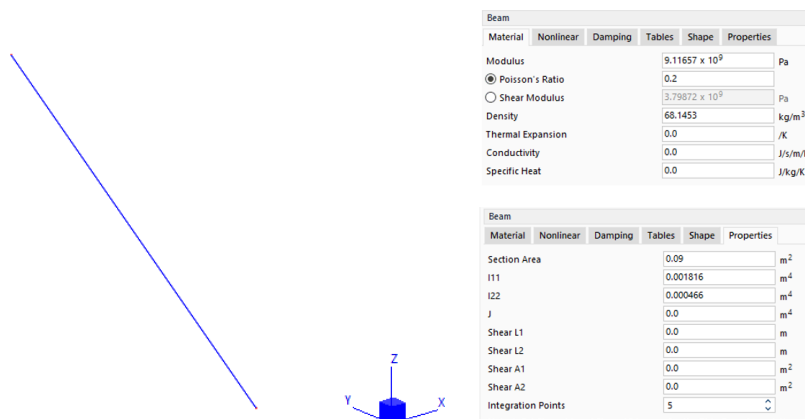 Beam
Material Nonlinear Damping Tables Shape Properties
Modulus 9.11657 x 10⁹ Pa
Poisson's Ratio 0.2
Shear Modulus 3.79872 x 10⁹ Pa
Density 68.1453 kg/m³
Thermal Expansion 0.0 /K
Conductivity 0.0 J/s/m/
Specific Heat 0.0 J/kg/K
Beam
Material Nonlinear Damping Tables Shape Properties
Section Area 0.09 m²
I11 0.001816 m⁴
I22 0.000466 m⁴
J 0.0 m⁴
Shear L1 0.0 m
Shear L2 0.0 m
Shear A1 0.0 m²
Shear A2 0.0 m²
Integration Points 5
Z
Y X